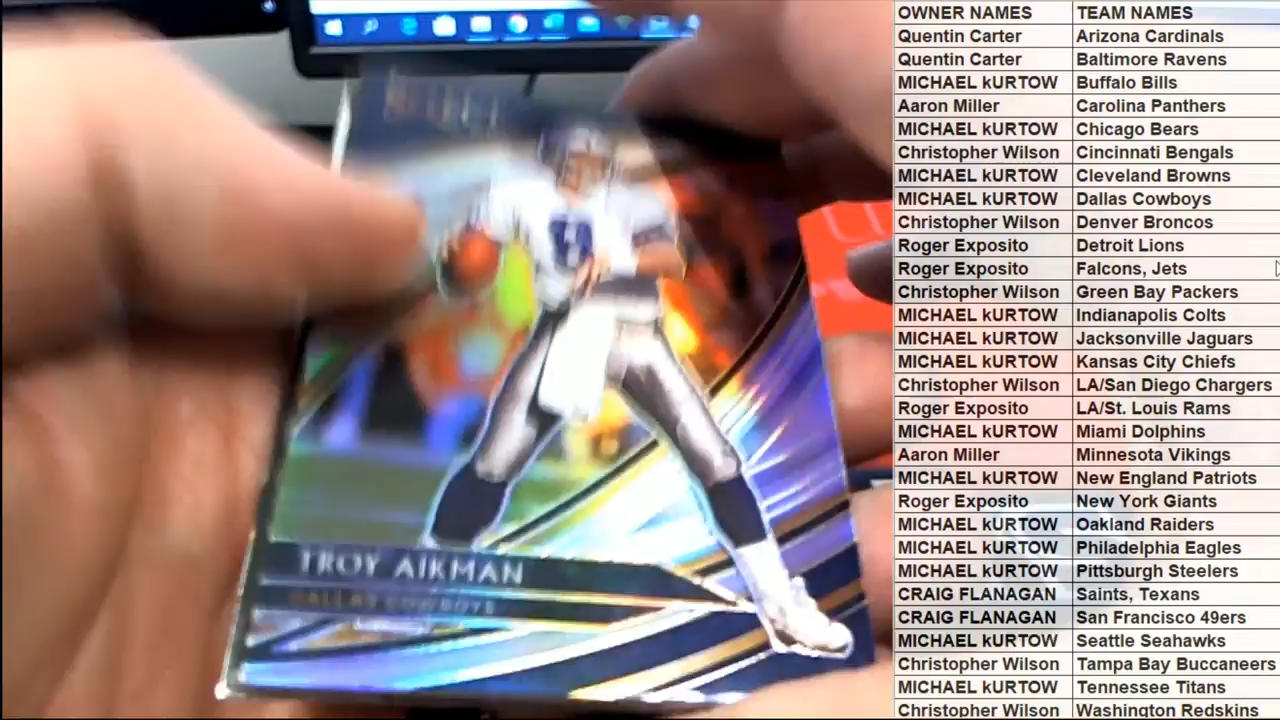 TROY AIKMAN
DALLAS COWBOYS
OWNER NAMES TEAM NAMES
Quentin Carter Arizona Cardinals
Quentin Carter Baltimore Ravens
MICHAEL kURTOW Buffalo Bills
Aaron Miller Carolina Panthers
MICHAEL kURTOW Chicago Bears
Christopher Wilson Cincinnati Bengals
MICHAEL kURTOW Cleveland Browns
MICHAEL kURTOW Dallas Cowboys
Christopher Wilson Denver Broncos
Roger Exposito Detroit Lions
Roger Exposito Falcons, Jets
Christopher Wilson Green Bay Packers
MICHAEL kURTOW Indianapolis Colts
MICHAEL kURTOW Jacksonville Jaguars
MICHAEL kURTOW Kansas City Chiefs
Christopher Wilson LA/San Diego Chargers
Roger Exposito LA/St. Louis Rams
MICHAEL kURTOW Miami Dolphins
Aaron Miller Minnesota Vikings
MICHAEL kURTOW New England Patriots
Roger Exposito New York Giants
MICHAEL kURTOW Oakland Raiders
MICHAEL kURTOW Philadelphia Eagles
MICHAEL kURTOW Pittsburgh Steelers
CRAIG FLANAGAN Saints, Texans
CRAIG FLANAGAN San Francisco 49ers
MICHAEL kURTOW Seattle Seahawks
Christopher Wilson Tampa Bay Buccaneers
MICHAEL kURTOW Tennessee Titans
Christopher Wilson Washington Redskins